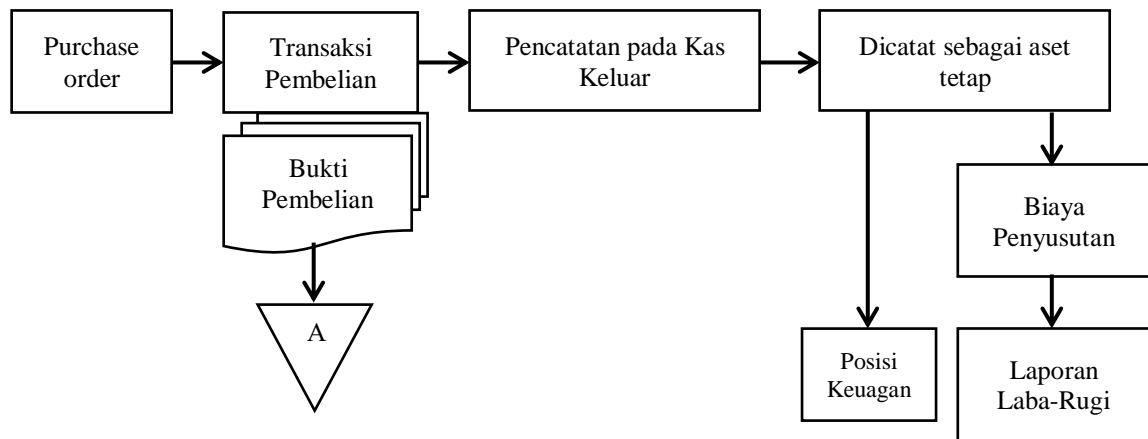 Purchase
order
Transaksi
Pembelian
Pencatatan pada Kas
Keluar
Dicatat sebagai aset
tetap
Bukti
Pembelian
A
Biaya
Penyusutan
Posisi
Keuagan
Laporan
Laba-Rugi